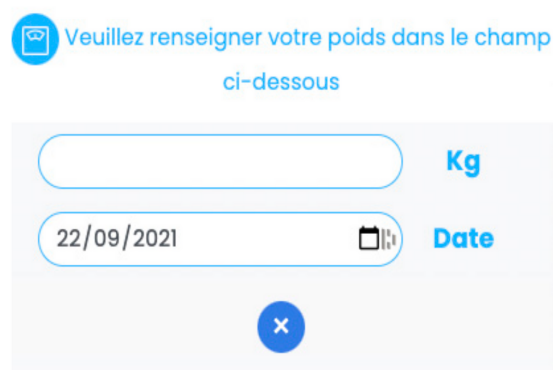 Veuillez renseigner votre poids dans le champ
ci-dessous
Kg
22/09/2021 Date